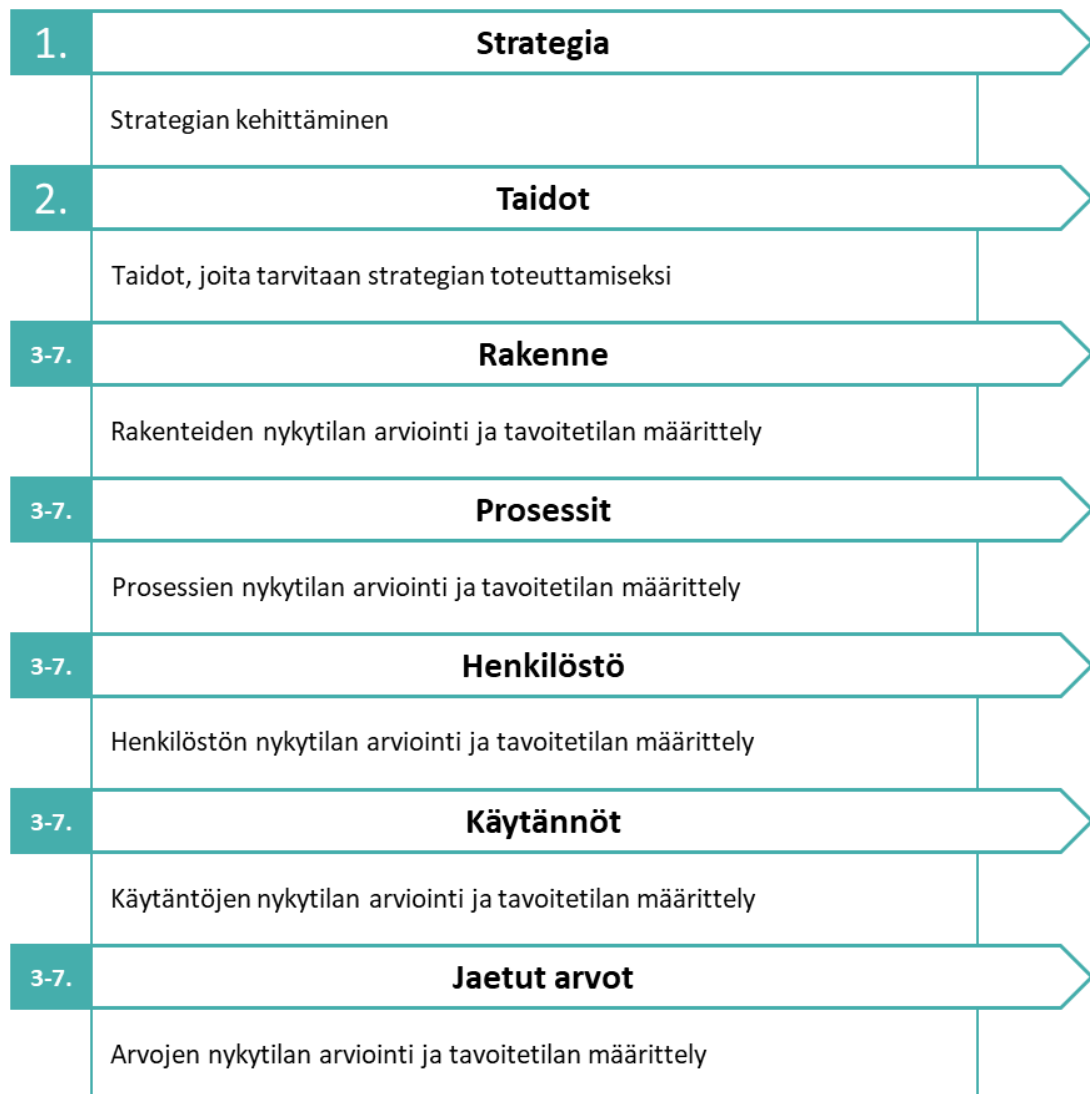 1.
Strategia
Strategian kehittäminen
2.
Taidot
Taidot, joita tarvitaan strategian toteuttamiseksi
3-7.
Rakenne
Rakenteiden nykytilan arviointi ja tavoitetilan määrittely
3-7.
Prosessit
Prosessien nykytilan arviointi ja tavoitetilan määrittely
3-7.
Henkilöstö
Henkilöstön nykytilan arviointi ja tavoitetilan määrittely
3-7.
Käytännöt
Käytäntöjen nykytilan arviointi ja tavoitetilan määrittely
3-7.
Jaetut arvot
Arvojen nykytilan arviointi ja tavoitetilan määrittely